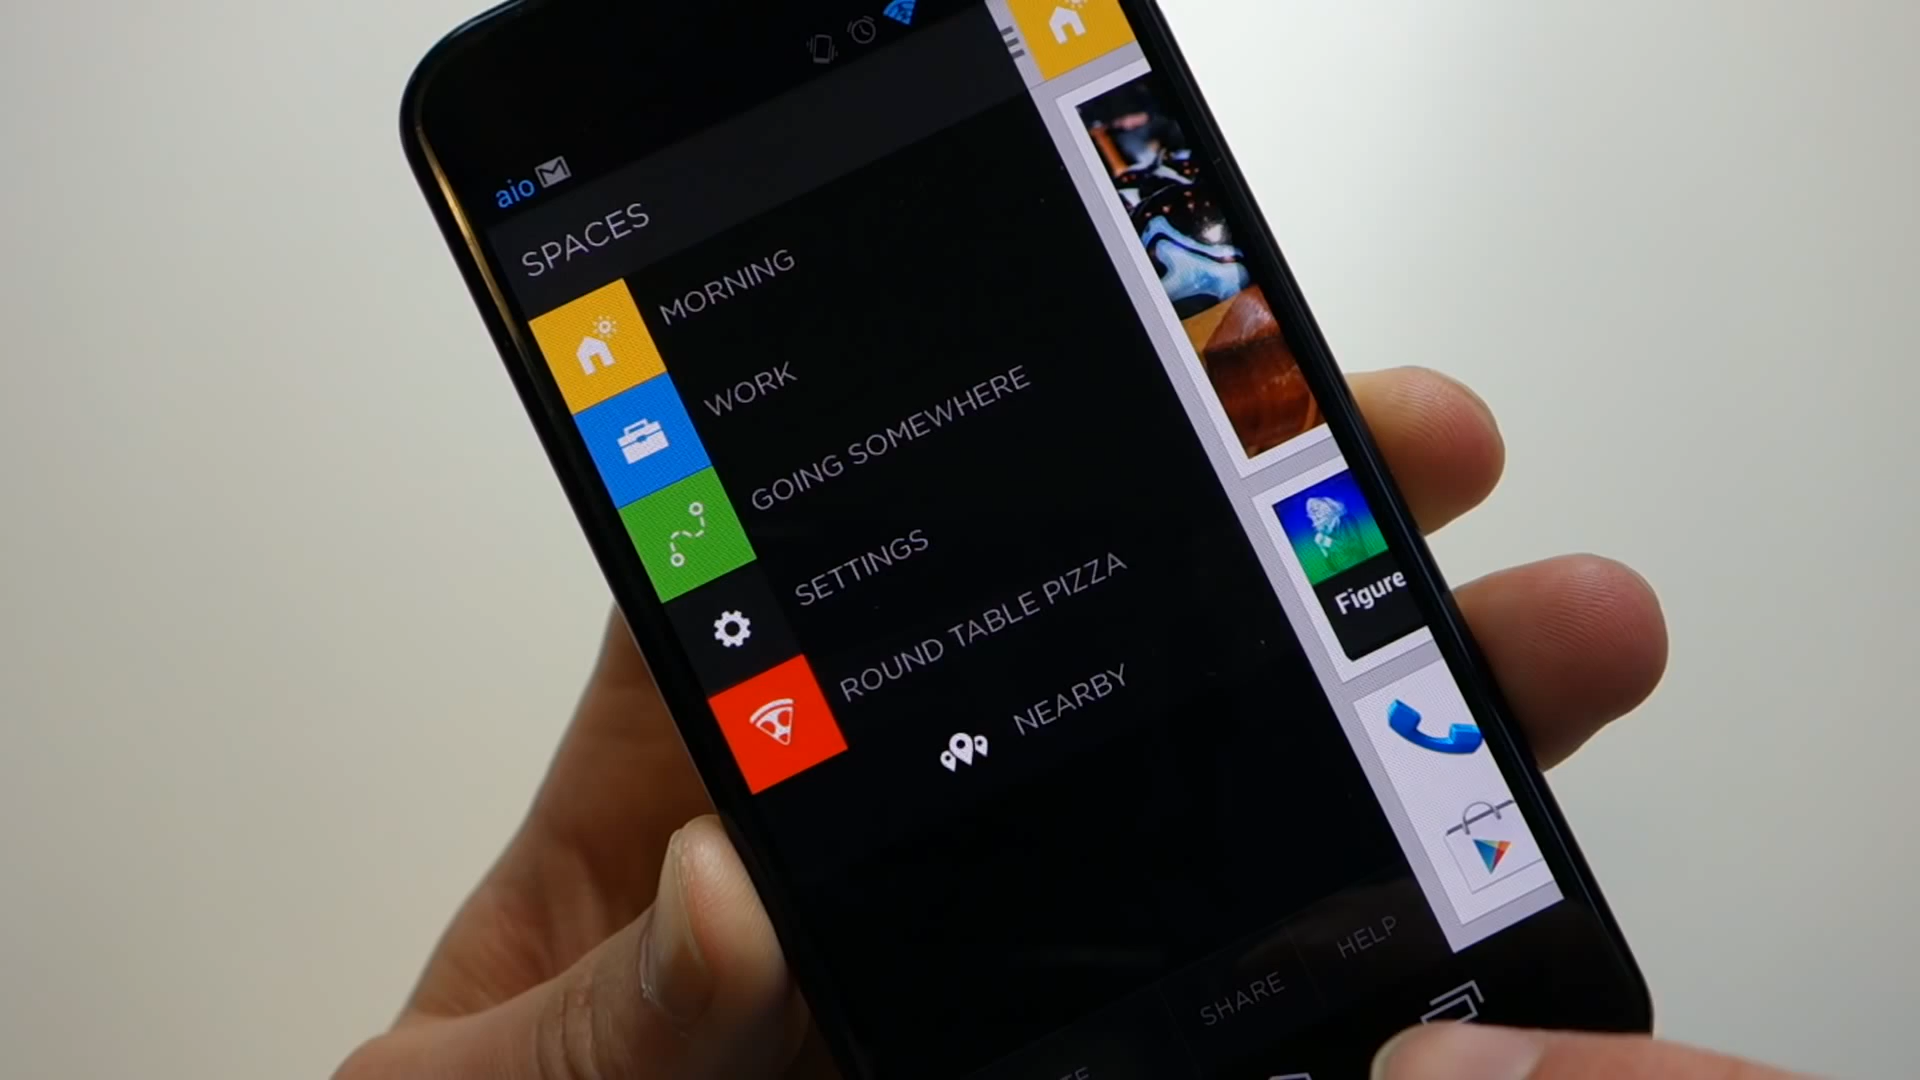 aio
SPACES
MORNING
WORK
GOING SOMEWHERE
SETTINGS
ROUND TABLE PIZZA
NEARBY
Figure
SHARE
HELP